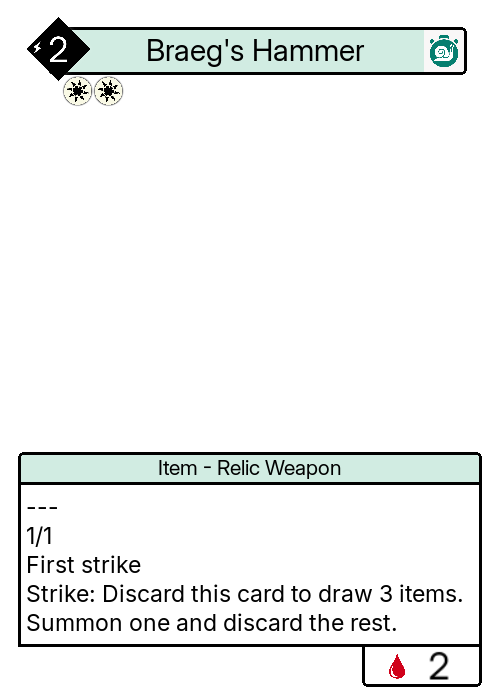 2
Braeg's Hammer
Item - Relic Weapon
---
1/1
First strike
Strike: Discard this card to draw 3 items.
Summon one and discard the rest.
2